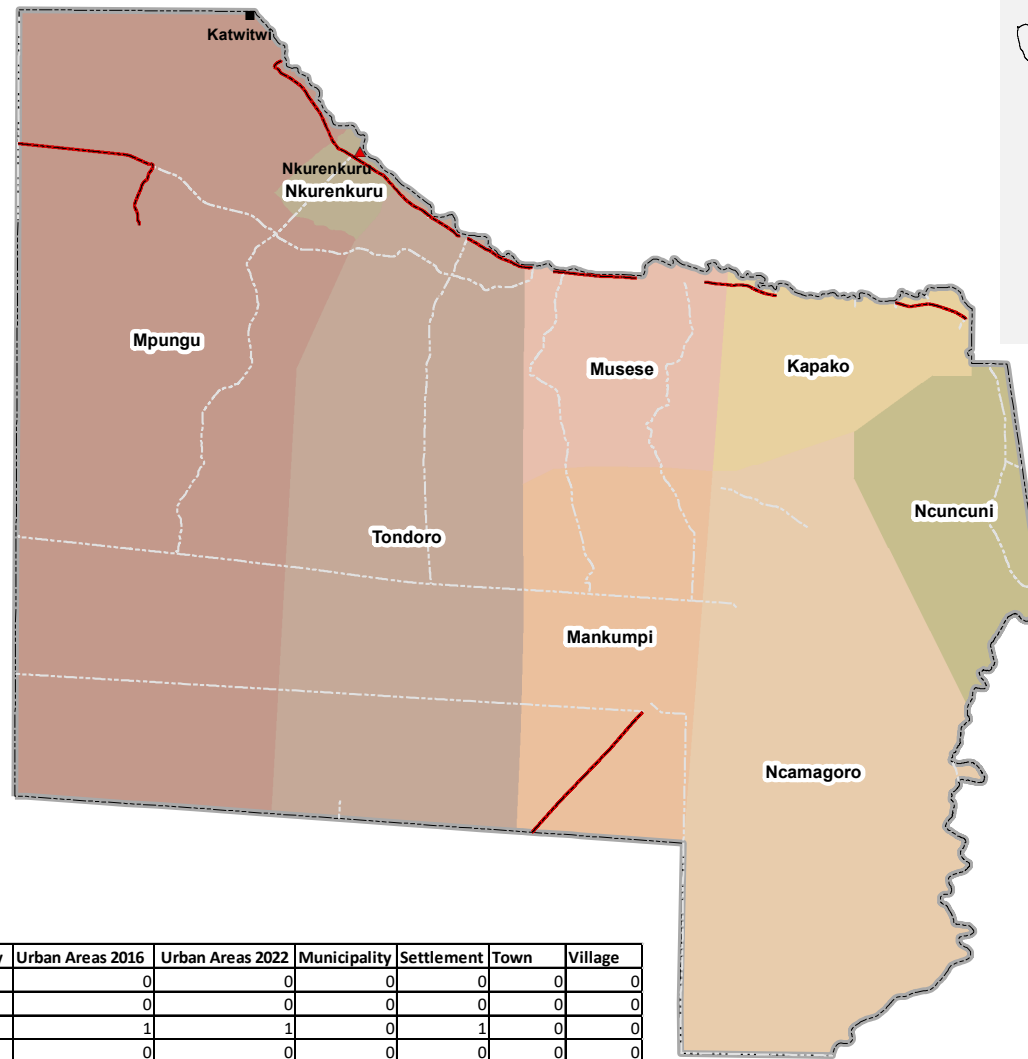 Katwitwi
Nkurenkuru
Nkurenkuru
Mpungu
Musese
Kapako
Ncuncuni
Tondoro
Mankumpi
Ncamagoro
Urban Areas 2016 Urban Areas 2022 Municipality Settlement Town Village
0 0 0 0 0 0
0 0 0 0 0 0
1 1 0 1 0 0
0 0 0 0 0 0